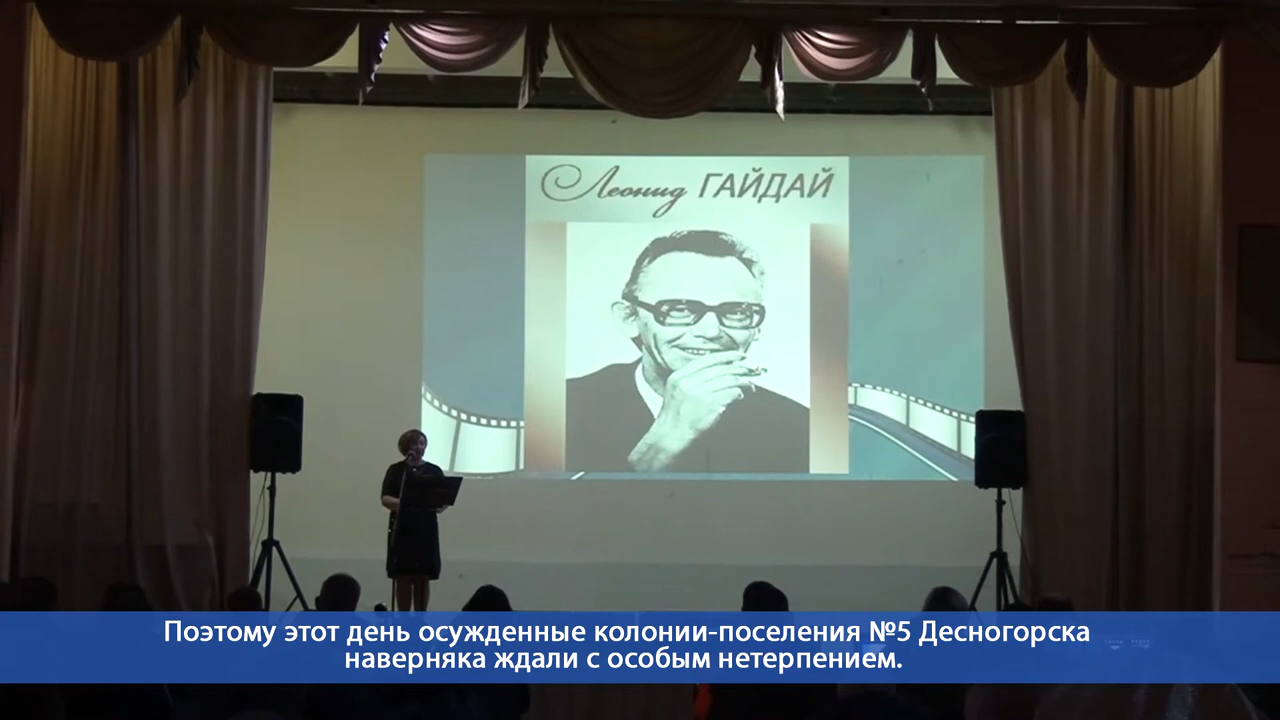 Леонид ГАЙДАЙ
Поэтому этот день осужденные колонии-поселения №5 Десногорска
наверняка ждали с особым нетерпением.